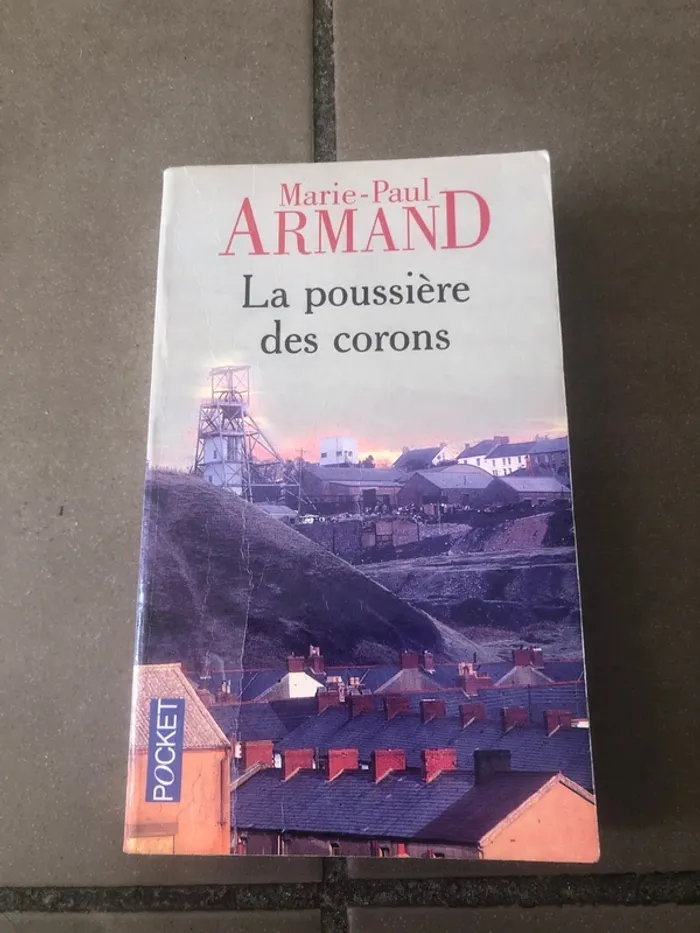 Marie-Paul
ARMAND
La poussière
des corons
POCKET